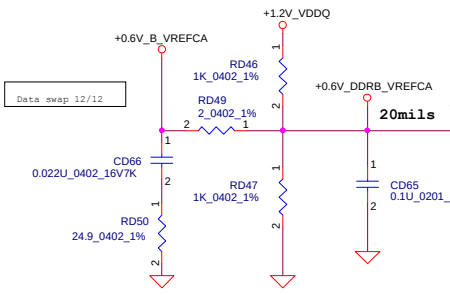 +1.2V_VDDQ
+0.6V_B_VREFCA
1
RD46
1K_0402_1%
2
+0.6V_DDRB_VREFCA
Data swap 12/12
RD49
2_0402_1%
20mils
2
1
1
CD66
0.022U_0402_16V7K
2
1
RD47
1K_0402_1%
2
1
CD65
0.1U_0201_
2
1
RD50
24.9_0402_1%
2